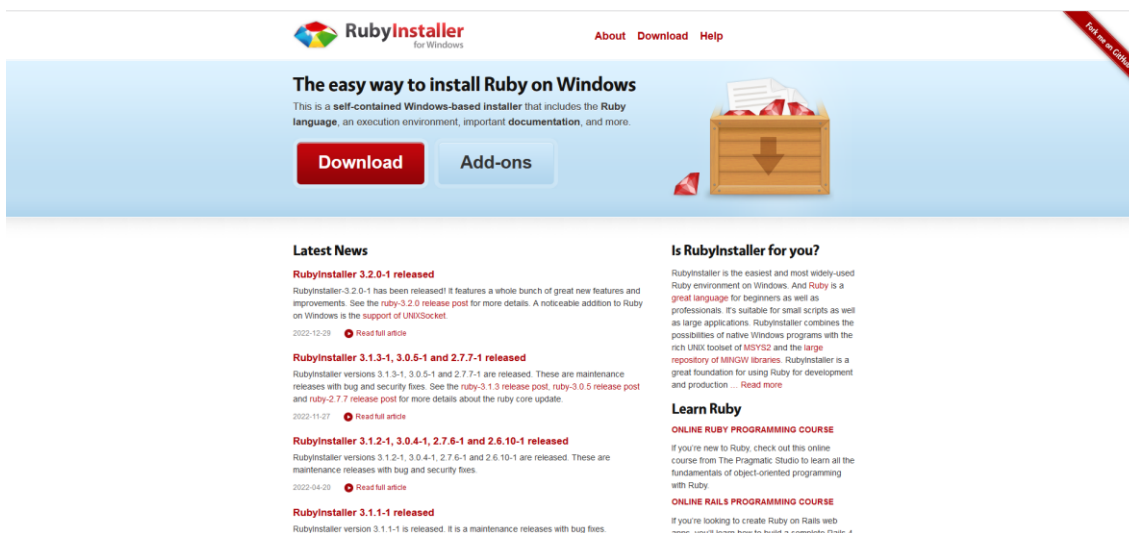 RubyInstaller
for Windows
About Download Help
Fork me on GitHub
The easy way to install Ruby on Windows
This is a self-contained Windows-based installer that includes the Ruby
language, an execution environment, important documentation, and more.
Download Add-ons
Latest News
RubyInstaller 3.2.0-1 released
RubyInstaller-3.2.0-1 has been released! It features a whole bunch of great new features and
improvements. See the ruby-3.2.0 release post for more details. A noticeable addition to Ruby
on Windows is the support of UNIXSocket.
2022-12-29 Read full article
RubyInstaller 3.1.3-1, 3.0.5-1 and 2.7.7-1 released
RubyInstaller versions 3.1.3-1, 3.0.5-1 and 2.7.7-1 are released. These are maintenance
releases with bug and security fixes. See the ruby-3.1.3 release post, ruby-3.0.5 release post
and ruby-2.7.7 release post for more details about the ruby core update.
2022-11-27 Read full article
RubyInstaller 3.1.2-1, 3.0.4-1, 2.7.6-1 and 2.6.10-1 released
RubyInstaller versions 3.1.2-1, 3.0.4-1, 2.7.6-1 and 2.6.10-1 are released. These are
maintenance releases with bug and security fixes.
2022-04-20 Read full article
RubyInstaller 3.1.1-1 released
RubyInstaller version 3.1.1-1 is released. It is a maintenance releases with bug fixes.
Is RubyInstaller for you?
RubyInstaller is the easiest and most widely-used
Ruby environment on Windows. And Ruby is a
great language for beginners as well as
professionals. It's suitable for small scripts as well
as large applications. RubyInstaller combines the
possibilities of native Windows programs with the
rich UNIX toolset of MSYS2 and the large
repository of MINGW libraries. RubyInstaller is a
great foundation for using Ruby for development
and production … Read more
Learn Ruby
ONLINE RUBY PROGRAMMING COURSE
If you're new to Ruby, check out this online
course from The Pragmatic Studio to learn all the
fundamentals of object-oriented programming
with Ruby.
ONLINE RAILS PROGRAMMING COURSE
If you're looking to create Ruby on Rails web
apps, you'll learn how to build a complete Rails 4